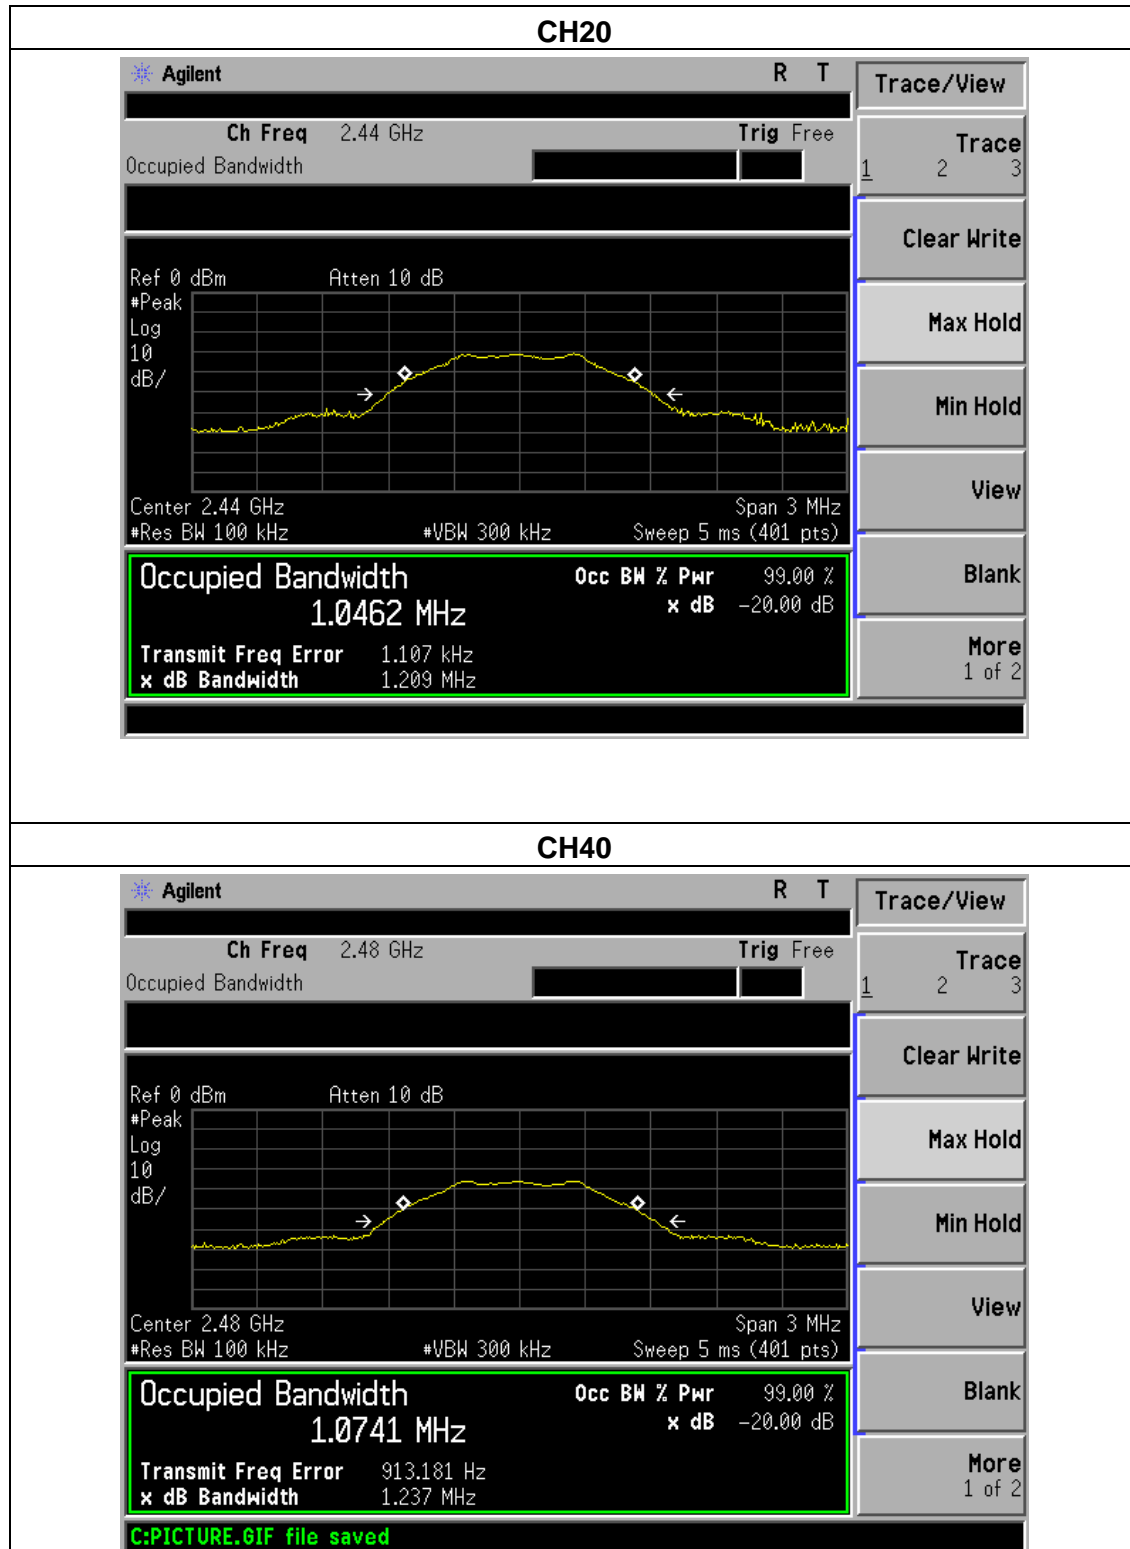 CH20
Agilent R T
Trace/View
Ch Freq 2.44 GHz Trig Free
Occupied Bandwidth
Trace
1 2 3
Clear Write
Ref 0 dBm Atten 10 dB
#Peak
Log
10
dB/
Max Hold
Min Hold
View
Center 2.44 GHz Span 3 MHz
#Res BW 100 kHz #VBW 300 kHz Sweep 5 ms (401 pts)
Occupied Bandwidth Occ BW % Pwr 99.00 %
1.0462 MHz x dB -20.00 dB
Blank
Transmit Freq Error 1.107 kHz
x dB Bandwidth 1.209 MHz
More
1 of 2
CH40
Agilent R T
Trace/View
Ch Freq 2.48 GHz Trig Free
Occupied Bandwidth
Trace
1 2 3
Clear Write
Ref 0 dBm Atten 10 dB
#Peak
Log
10
dB/
Max Hold
Min Hold
View
Center 2.48 GHz Span 3 MHz
#Res BW 100 kHz #VBW 300 kHz Sweep 5 ms (401 pts)
Occupied Bandwidth Occ BW % Pwr 99.00 %
1.0741 MHz x dB -20.00 dB
Blank
Transmit Freq Error 913.181 Hz
x dB Bandwidth 1.237 MHz
More
1 of 2
C:PICTURE.GIF file saved